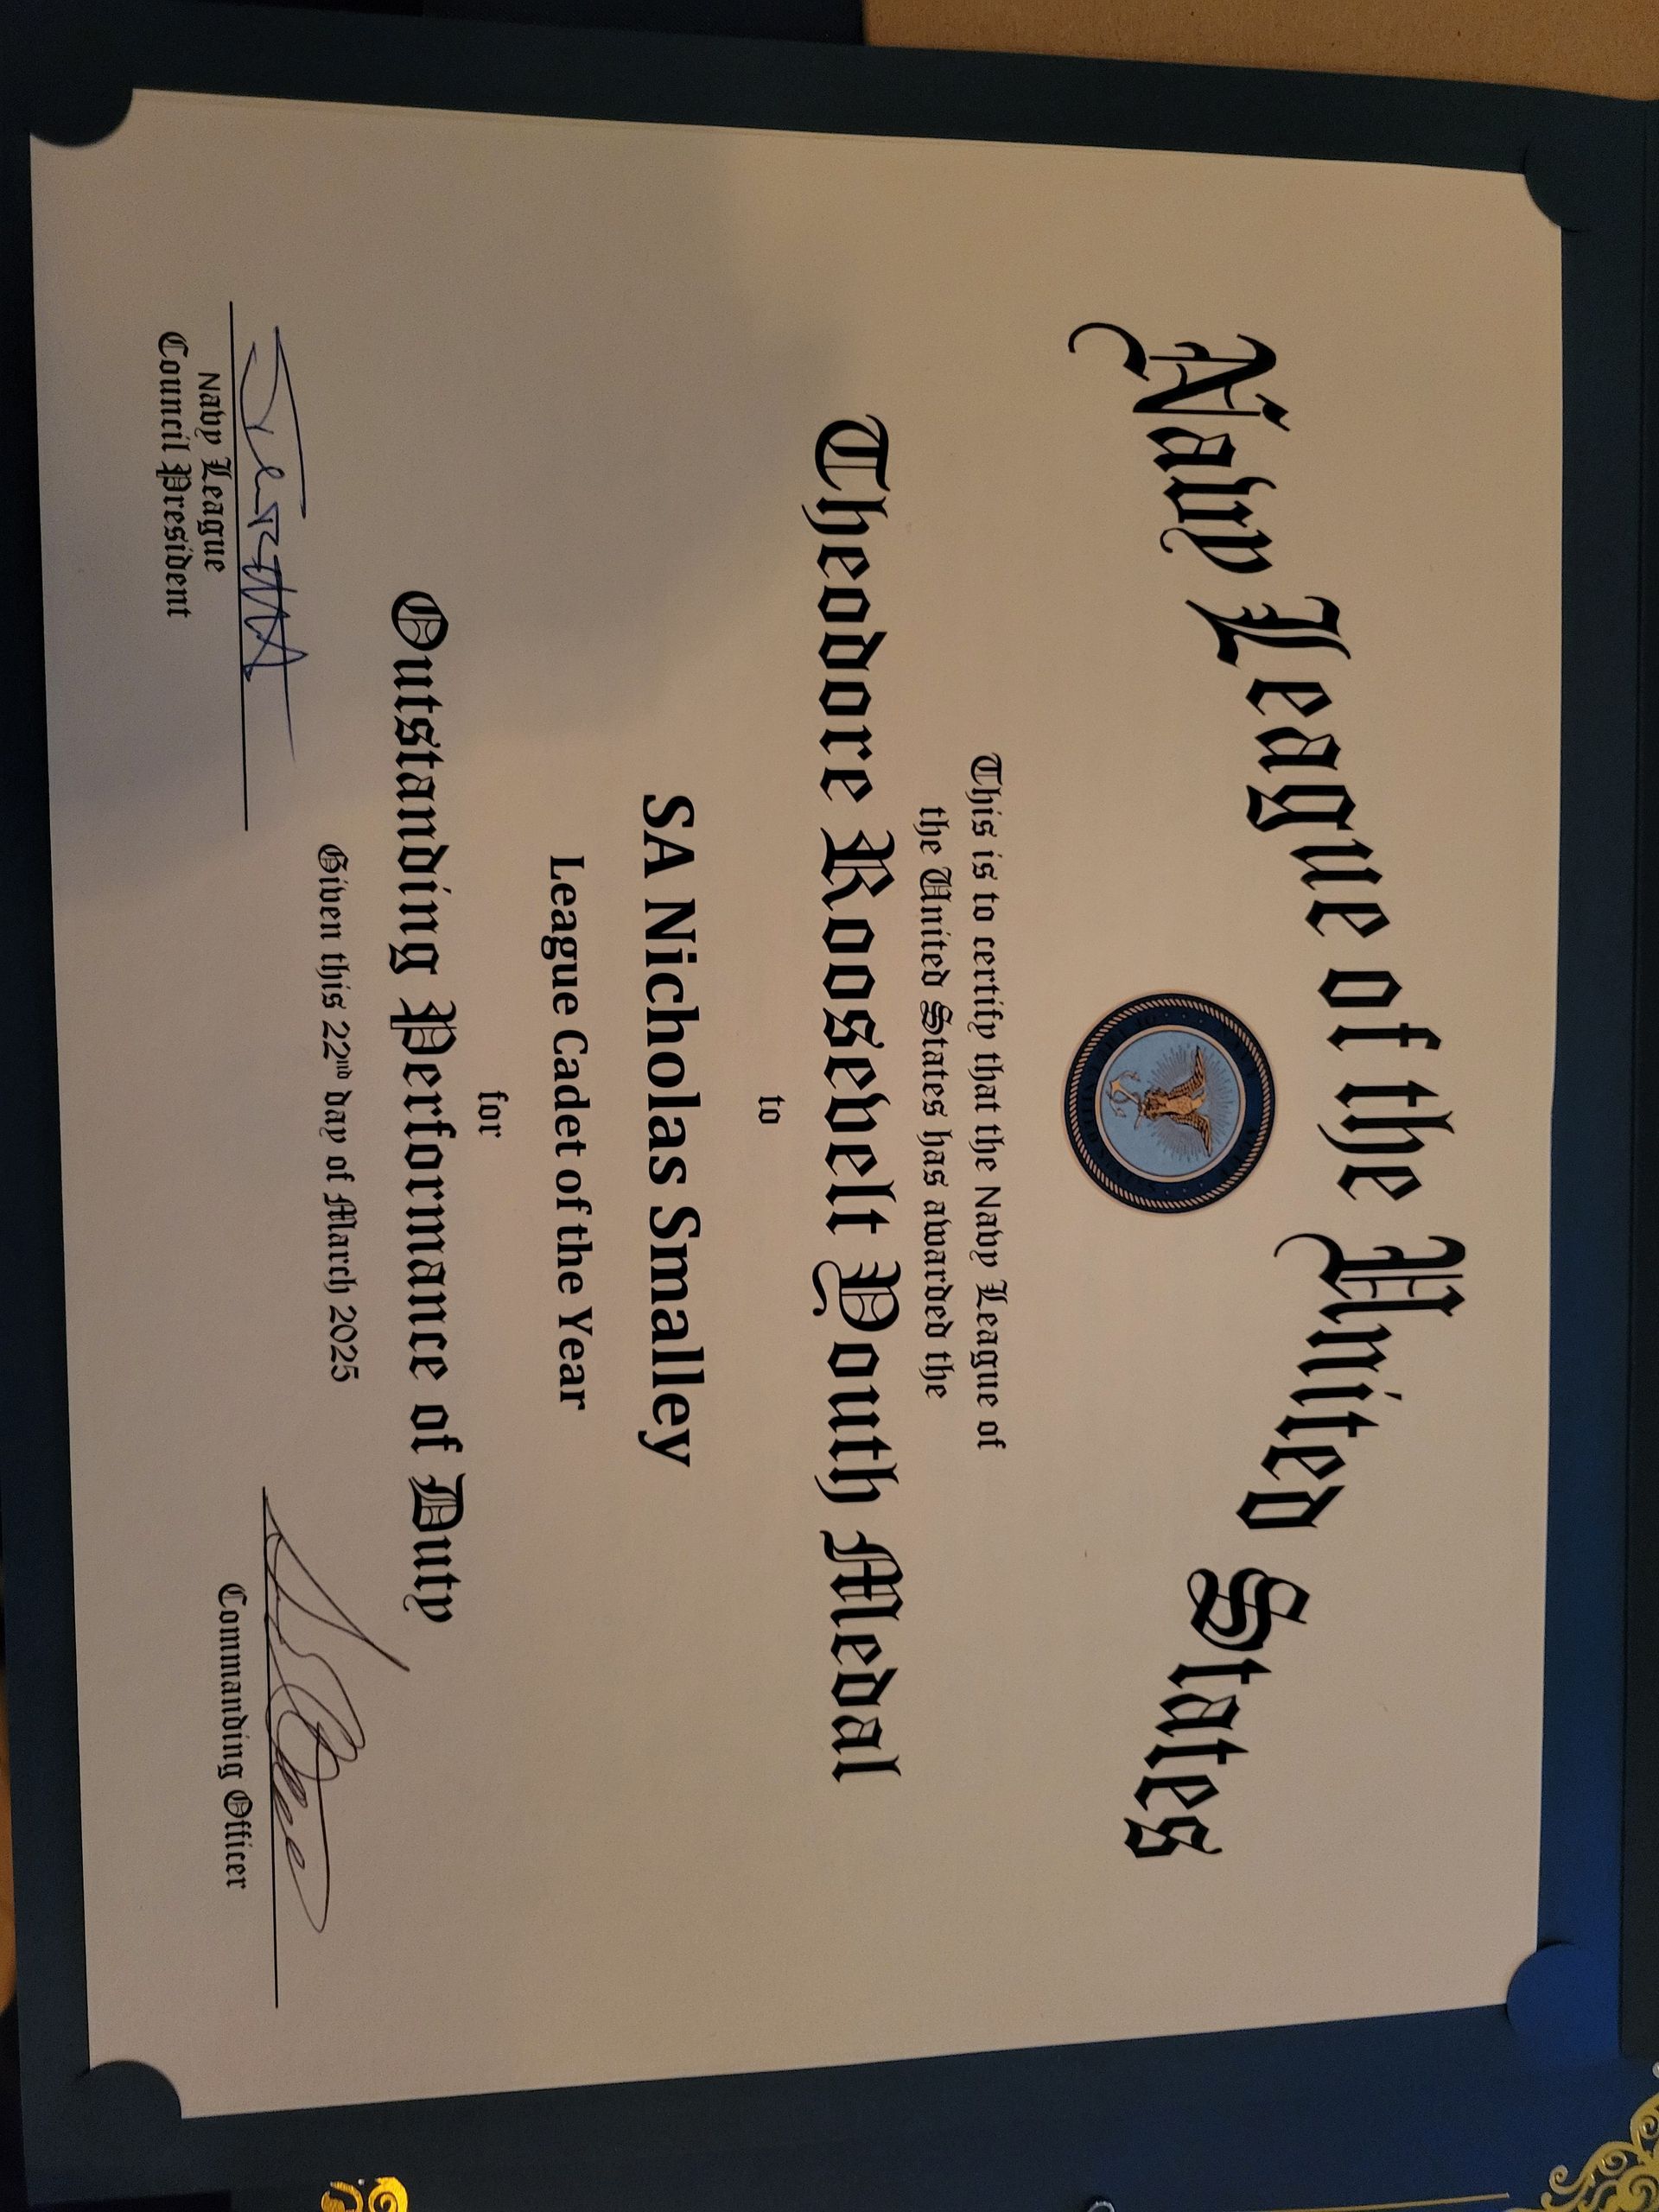 Navy League of the United States
This is to certify that the Navy League of
the United States has awarded the
Theodore Roosevelt Youth Medal
to
SA Nicholas Smalley
League Cadet of the Year
for
Outstanding Performance of Duty
Given this 22nd day of March 2025
Navy League
Council President
Commanding Officer